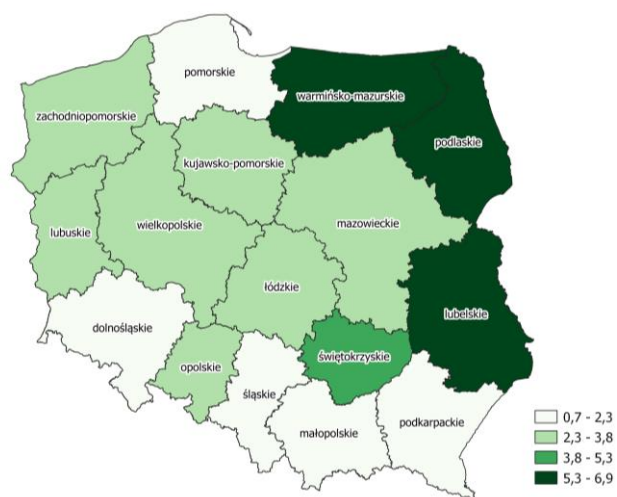 pomorskie
warmińsko-mazurskie
zachodniopomorskie
podlaskie
kujawsko-pomorskie
mazowieckie
wielkopolskie
lubuskie
łódzkie
lubelskie
dolnośląskie
świętokrzyskie
opolskie
śląskie
podkarpackie
małopolskie
0,7 - 2,3
2,3 - 3,8
3,8 - 5,3
5,3 - 6,9